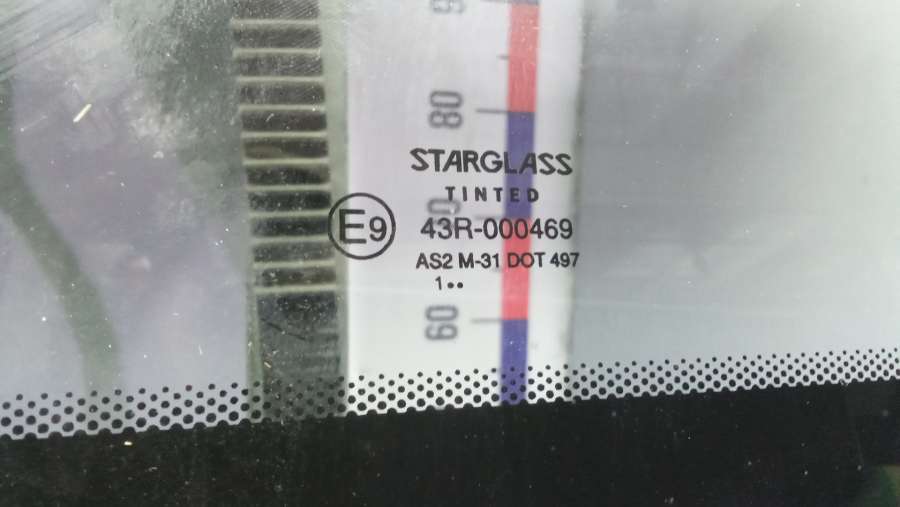 80
STARGLASS
TINTED
E9
43R-000469
AS2 M-31 DOT 497
1••
60